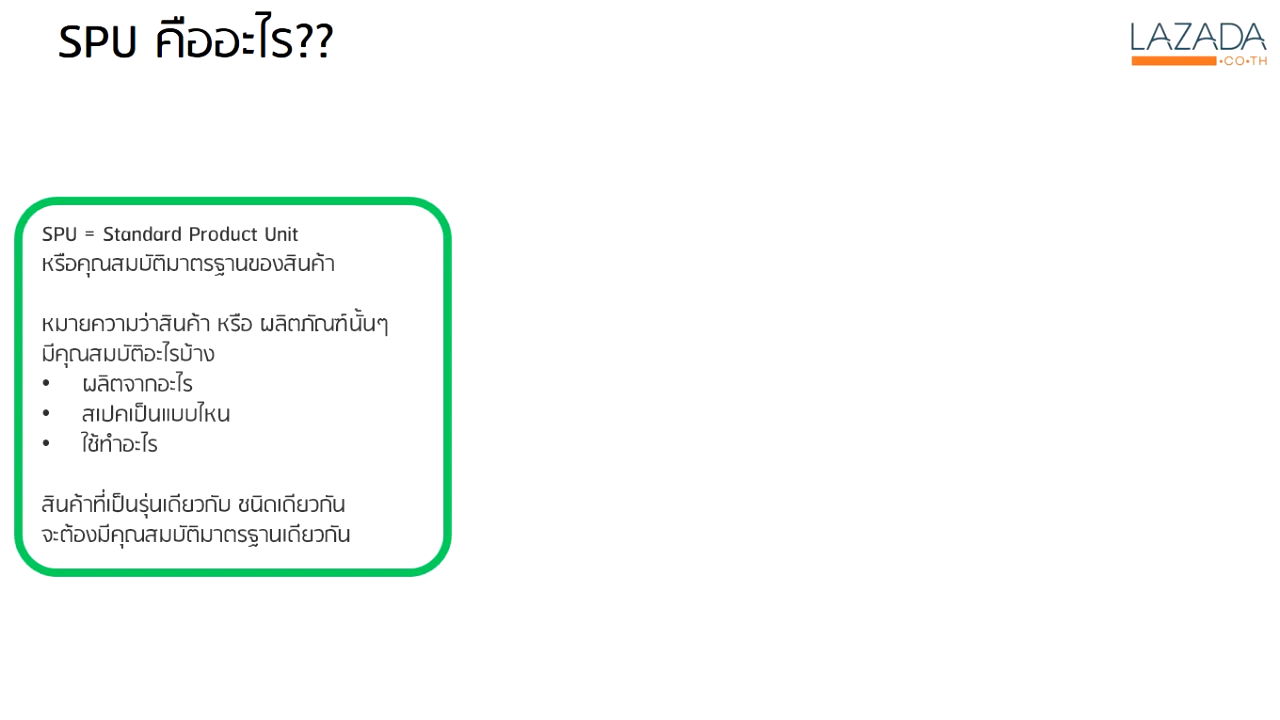 SPU คืออะไร??
LAZADA
•CO•TH
SPU = Standard Product Unit
หรือคุณสมบัติมาตรฐานของสินค้า
หมายความว่าสินค้า หรือ ผลิตภัณฑ์นั้นๆ
มีคุณสมบัติอะไรบ้าง
• ผลิตจากอะไร
• สเปคเป็นแบบไหน
• ใช้ทำอะไร
สินค้าที่เป็นรุ่นเดียวกับ ชนิดเดียวกัน
จะต้องมีคุณสมบัติมาตรฐานเดียวกัน